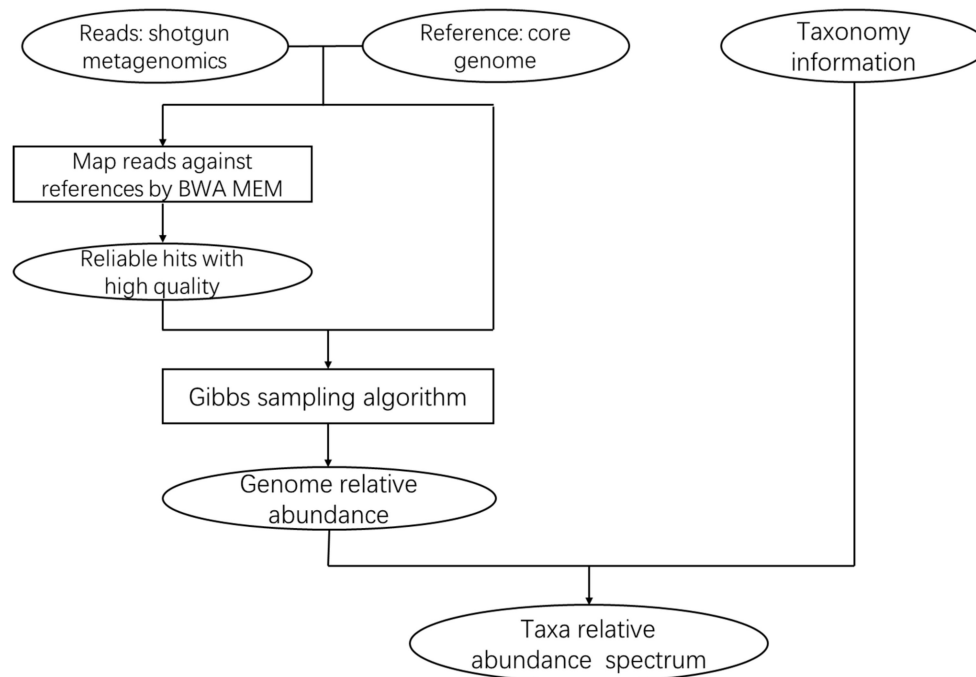 Reads: shotgun
metagenomics
Reference: core
genome
Taxonomy
information
Map reads against
references by BWA MEM
Reliable hits with
high quality
Gibbs sampling algorithm
Genome relative
abundance
Taxa relative
abundance spectrum